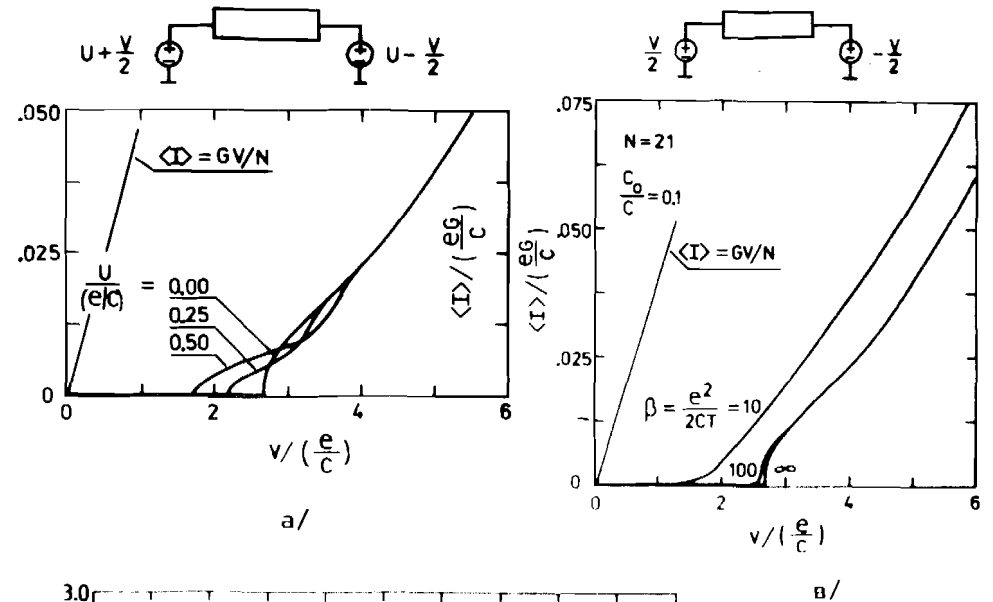 U + V/2
U - V/2
.050
⟨I⟩ = GV/N
.025
U/(e/C) = 0.00
0.25
0.50
0
0 2 4 6
⟨I⟩/(eG/C)
V/(e/C)
a/
V/2
-V/2
.075
N=21
C₀/C = 0.1
.050
⟨I⟩ = GV/N
⟨I⟩/(eG/C)
.025
β = e²/2CT = 10
100 ∞
0
0 2 4 6
V/(e/C)
в/
3.0